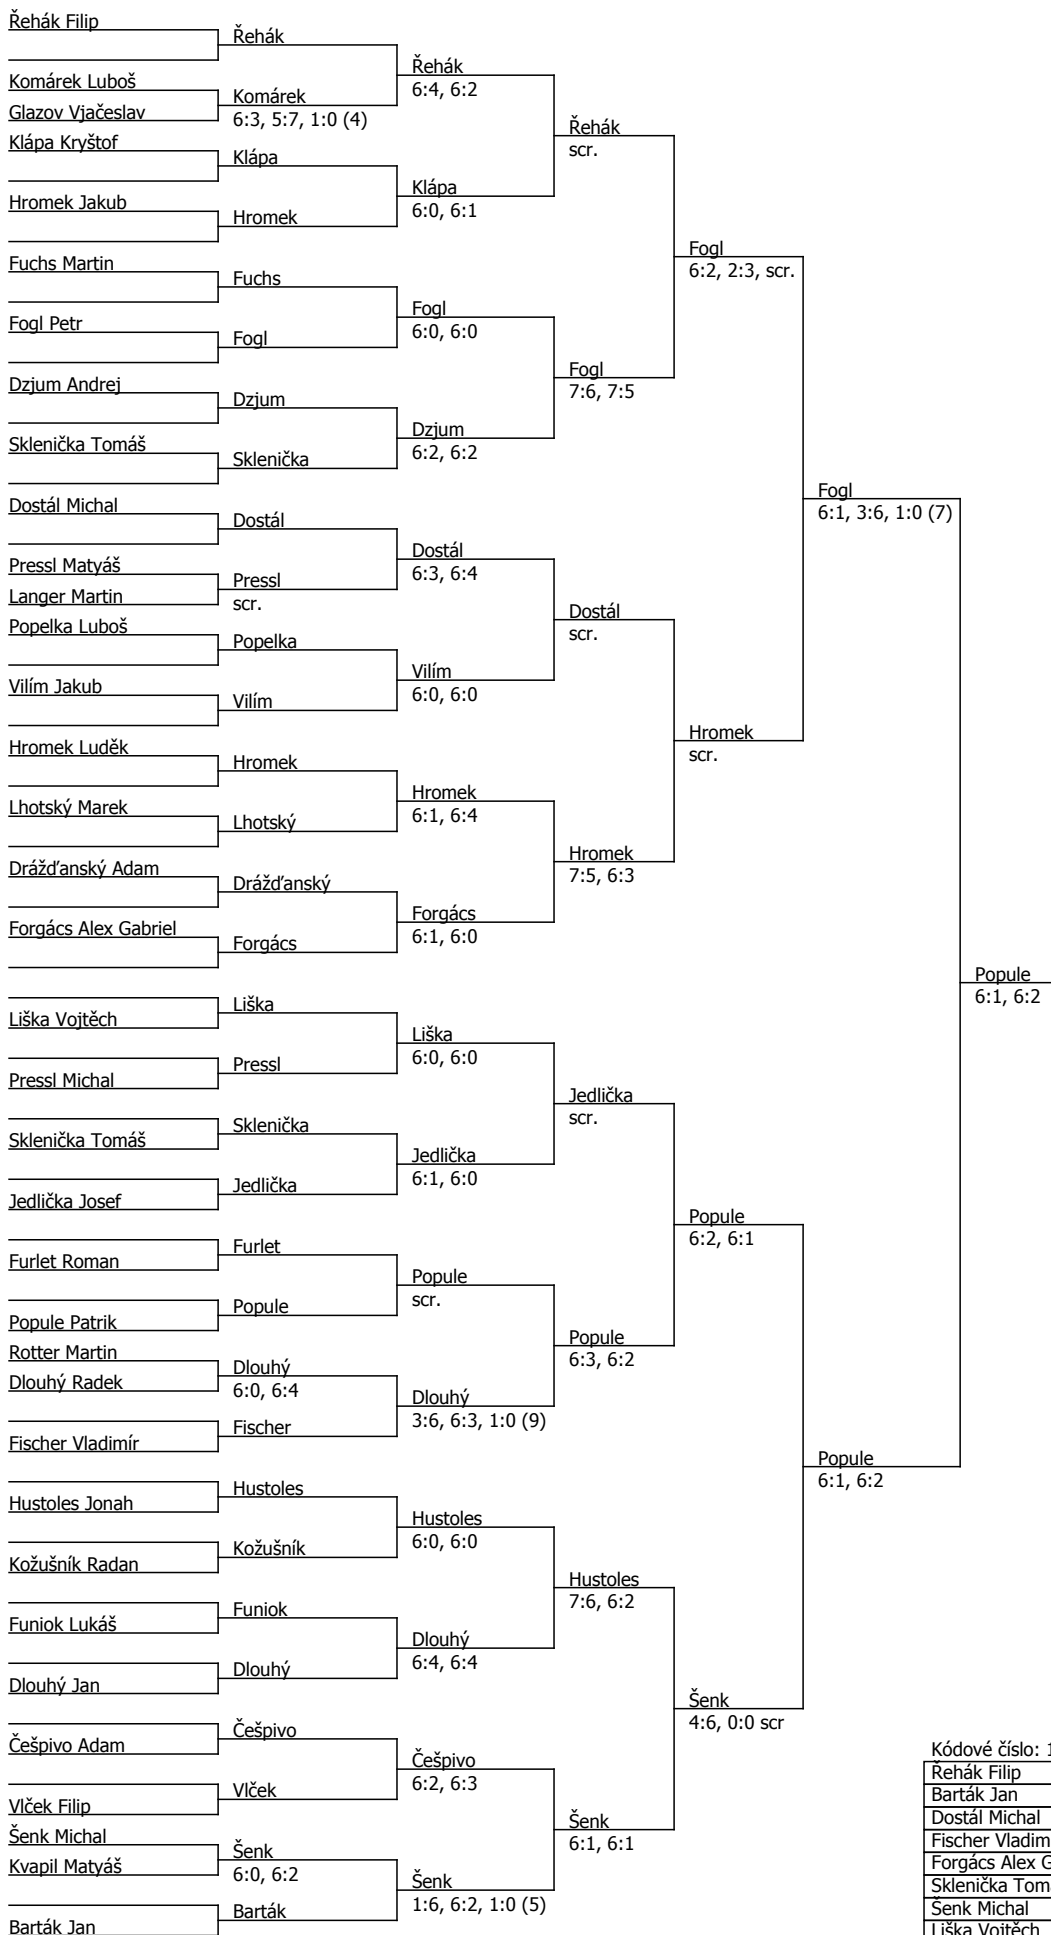 Řehák Filip
Komárek Luboš
Glazov Vjačeslav
Klápa Kryštof
Hromek Jakub
Fuchs Martin
Fogl Petr
Dzjum Andrej
Sklenička Tomáš
Dostál Michal
Pressl Matyáš
Langer Martin
Popelka Luboš
Vilím Jakub
Hromek Luděk
Lhotský Marek
Drážďanský Adam
Forgács Alex Gabriel
Liška Vojtěch
Pressl Michal
Sklenička Tomáš
Jedlička Josef
Furlet Roman
Popule Patrik
Rotter Martin
Dlouhý Radek
Fischer Vladimír
Hustoles Jonah
Kožušník Radan
Funiok Lukáš
Dlouhý Jan
Češpivo Adam
Vlček Filip
Šenk Michal
Kvapil Matyáš
Barták Jan
Řehák
Komárek
6:3, 5:7, 1:0 (4)
Klápa
Hromek
Fuchs
Fogl
Dzjum
Sklenička
Dostál
Pressl
scr.
Popelka
Vilím
Hromek
Lhotský
Drážďanský
Forgács
Liška
Pressl
Sklenička
Jedlička
Furlet
Popule
Dlouhý
6:0, 6:4
Fischer
Hustoles
Kožušník
Funiok
Dlouhý
Češpivo
Vlček
Šenk
6:0, 6:2
Barták
Řehák
6:4, 6:2
Klápa
6:0, 6:1
Fogl
6:0, 6:0
Dzjum
6:2, 6:2
Dostál
6:3, 6:4
Vilím
6:0, 6:0
Hromek
6:1, 6:4
Forgács
6:1, 6:0
Liška
6:0, 6:0
Jedlička
6:1, 6:0
Popule
scr.
Dlouhý
3:6, 6:3, 1:0 (9)
Hustoles
6:0, 6:0
Dlouhý
6:4, 6:4
Češpivo
6:2, 6:3
Šenk
1:6, 6:2, 1:0 (5)
Řehák
scr.
Fogl
7:6, 7:5
Dostál
scr.
Hromek
7:5, 6:3
Jedlička
scr.
Popule
6:3, 6:2
Hustoles
7:6, 6:2
Šenk
6:1, 6:1
Fogl
6:2, 2:3, scr.
Hromek
scr.
Popule
6:2, 6:1
Šenk
4:6, 0:0 scr
Fogl
6:1, 3:6, 1:0 (7)
Popule
6:1, 6:2
Popule
6:1, 6:2
Kódové číslo: 1
Řehák Filip
Barták Jan
Dostál Michal
Fischer Vladim
Forgács Alex G
Sklenička Tom
Šenk Michal
Liška Vojtěch